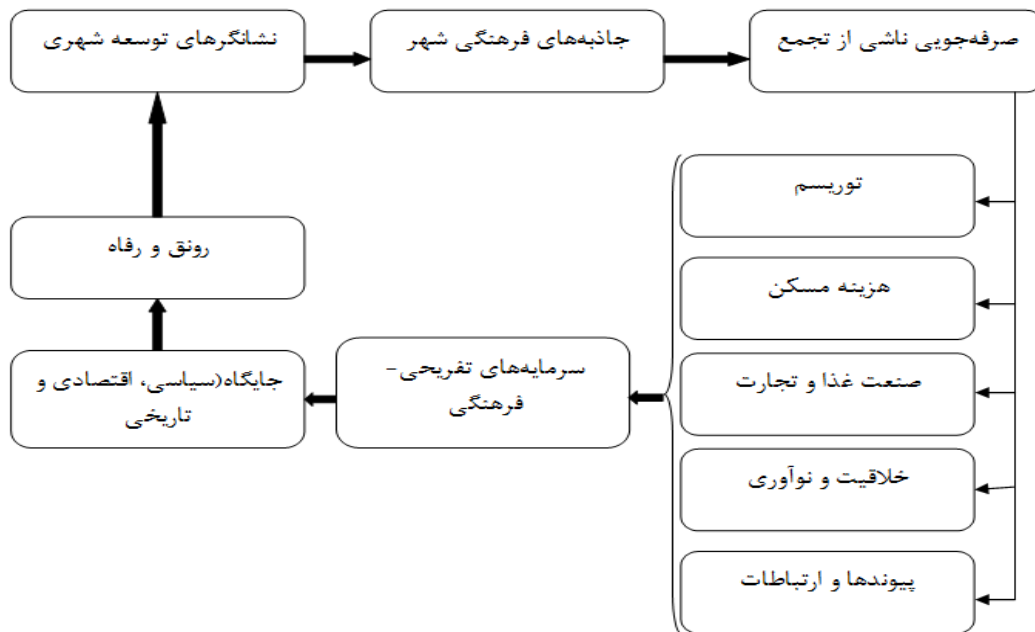 صرفه‌جویی ناشی از تجمع
جاذبه‌های فرهنگی شهر
نشانگرهای توسعه شهری
توریسم
هزینه مسکن
صنعت غذا و تجارت
خلاقیت و نوآوری
پیوندها و ارتباطات
سرمایه‌های تفریحی-
فرهنگی
جایگاه(سیاسی، اقتصادی و
تاریخی
رونق و رفاه